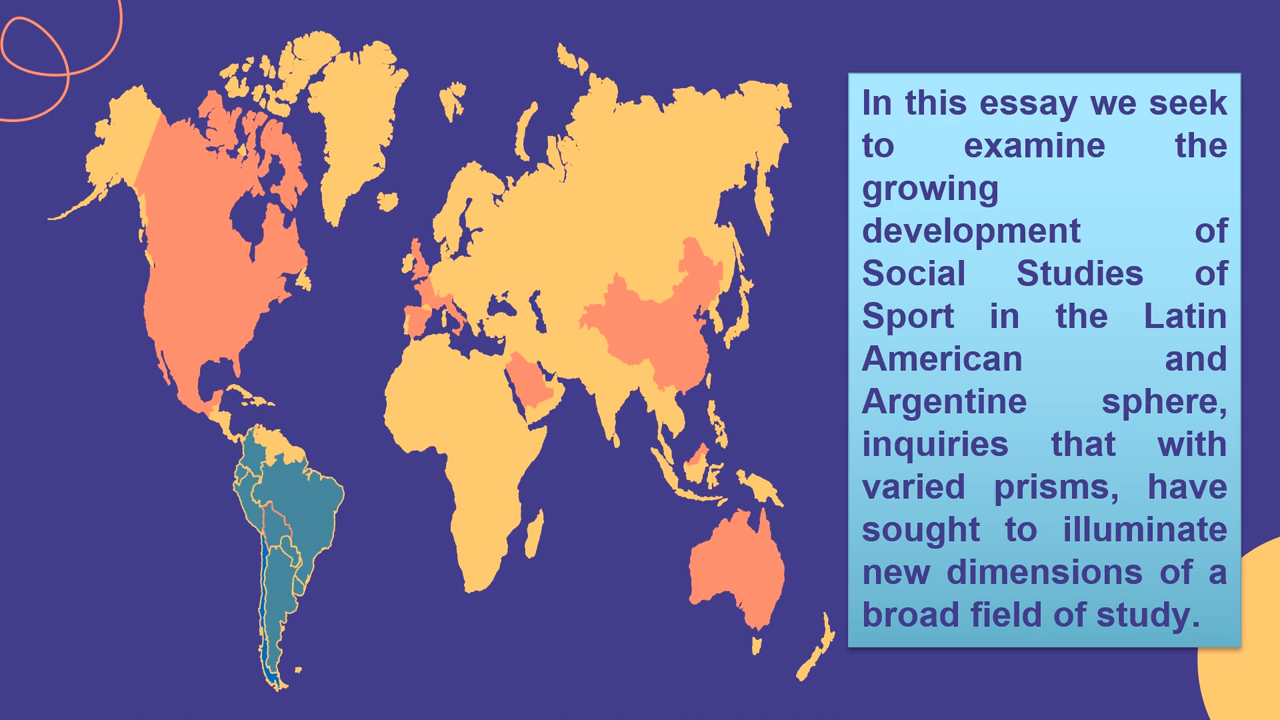 In this essay we seek
to examine the
growing
development of
Social Studies of
Sport in the Latin
American and
Argentine sphere,
inquiries that with
varied prisms, have
sought to illuminate
new dimensions of a
broad field of study.